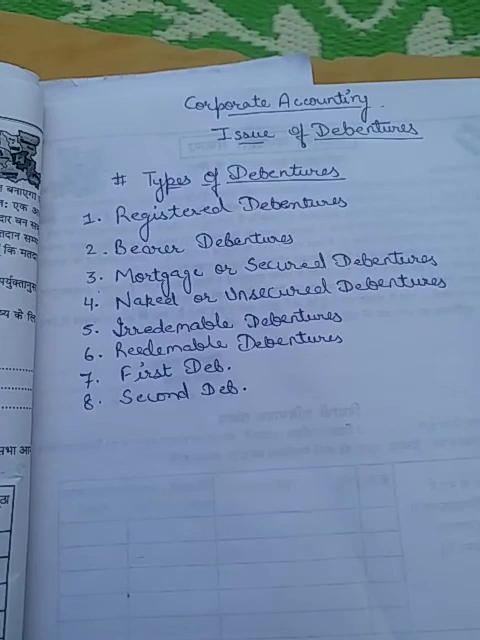 Corporate Accounting.
Issue of Debentures
# Types of Debentures
1. Registered Debentures
2. Bearer Debentures
3. Mortgage or Secured Debentures
4. Naked or Unsecured Debentures
5. Irredemable Debentures
6. Reedemable Debentures
7. First Deb.
8. Second Deb.